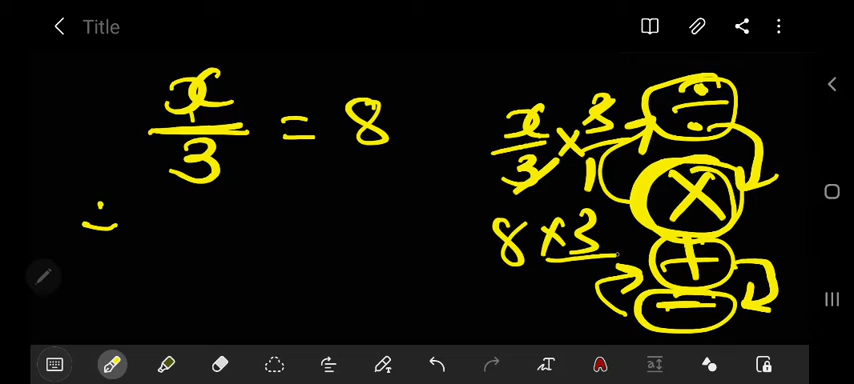 Title
x/3 = 8
÷
x/3 × 3/1
8 × 3
÷
×
+
−